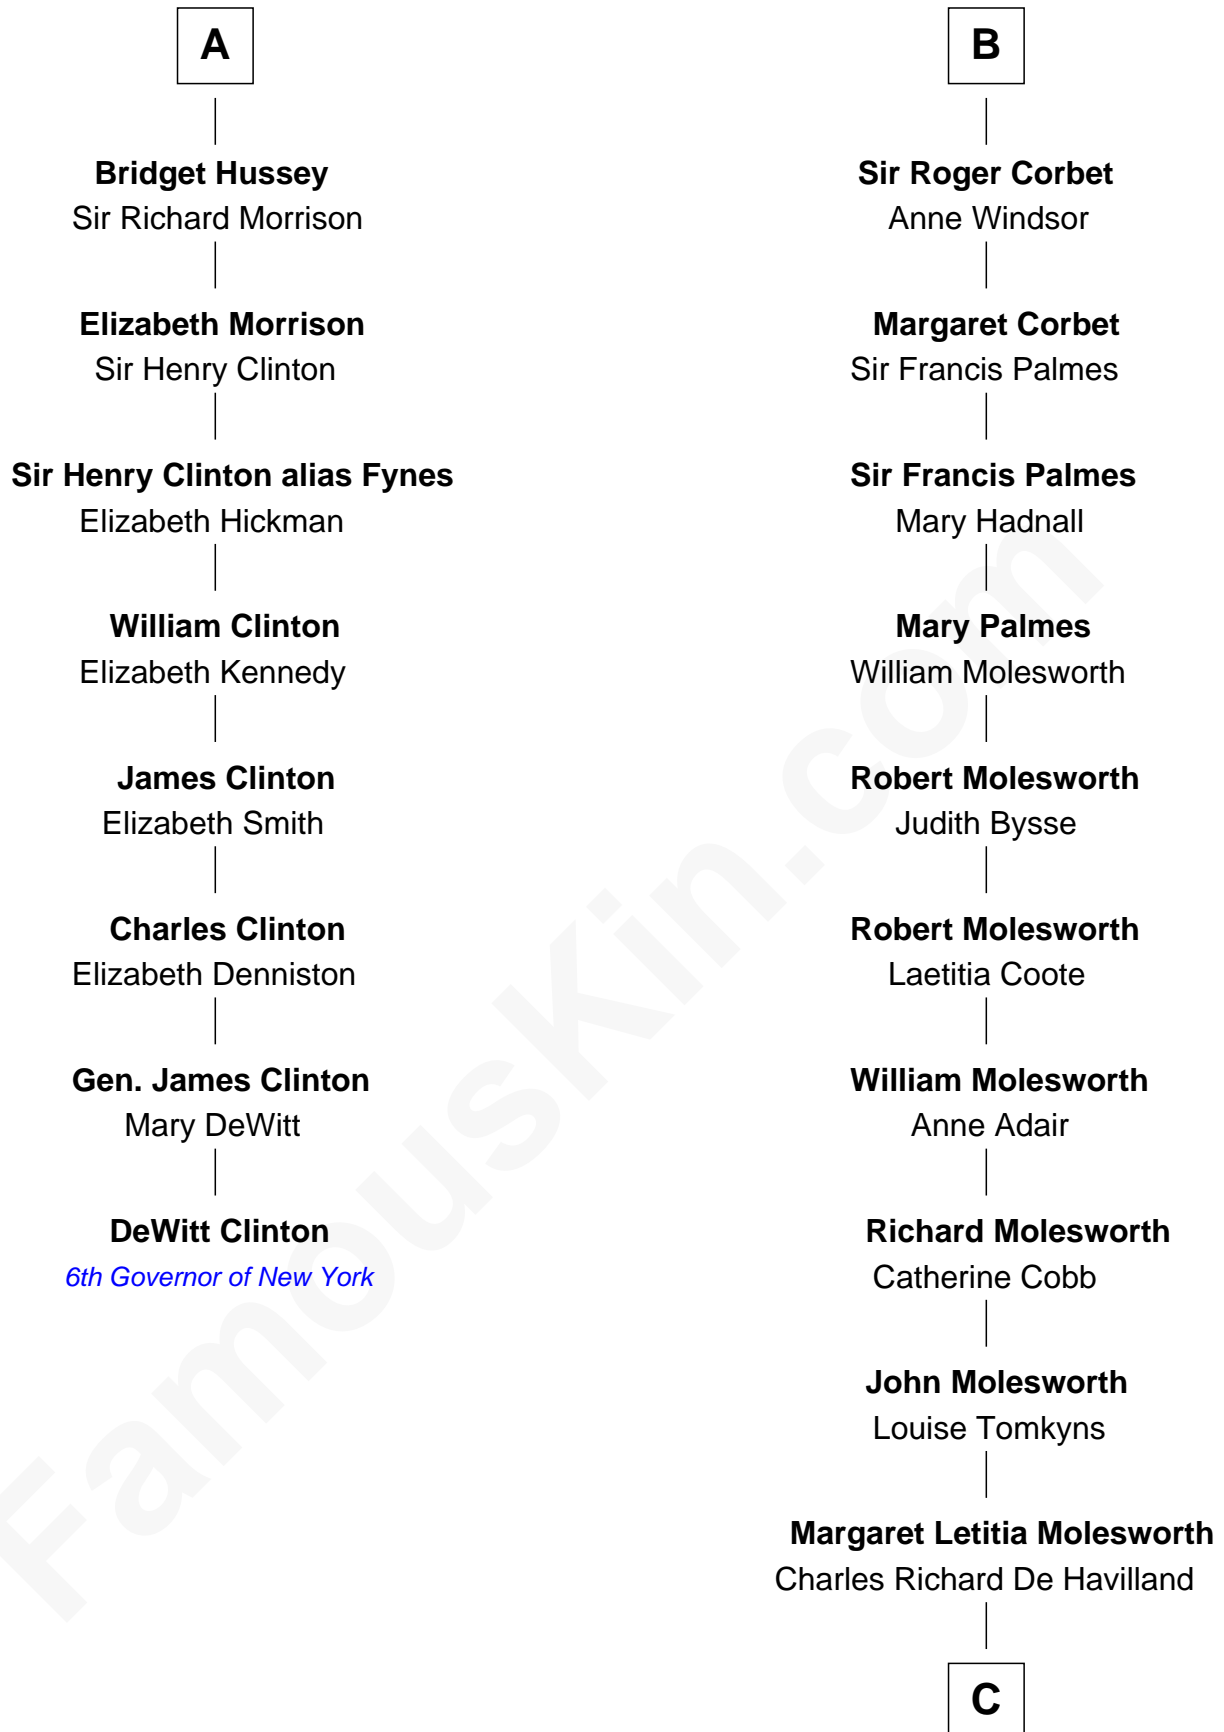 A
Bridget Hussey
Sir Richard Morrison
Elizabeth Morrison
Sir Henry Clinton
Sir Henry Clinton alias Fynes
Elizabeth Hickman
William Clinton
Elizabeth Kennedy
James Clinton
Elizabeth Smith
Charles Clinton
Elizabeth Denniston
Gen. James Clinton
Mary DeWitt
DeWitt Clinton
6th Governor of New York
B
Sir Roger Corbet
Anne Windsor
Margaret Corbet
Sir Francis Palmes
Sir Francis Palmes
Mary Hadnall
Mary Palmes
William Molesworth
Robert Molesworth
Judith Bysse
Robert Molesworth
Laetitia Coote
William Molesworth
Anne Adair
Richard Molesworth
Catherine Cobb
John Molesworth
Louise Tomkyns
Margaret Letitia Molesworth
Charles Richard De Havilland
C
FamousKin.com